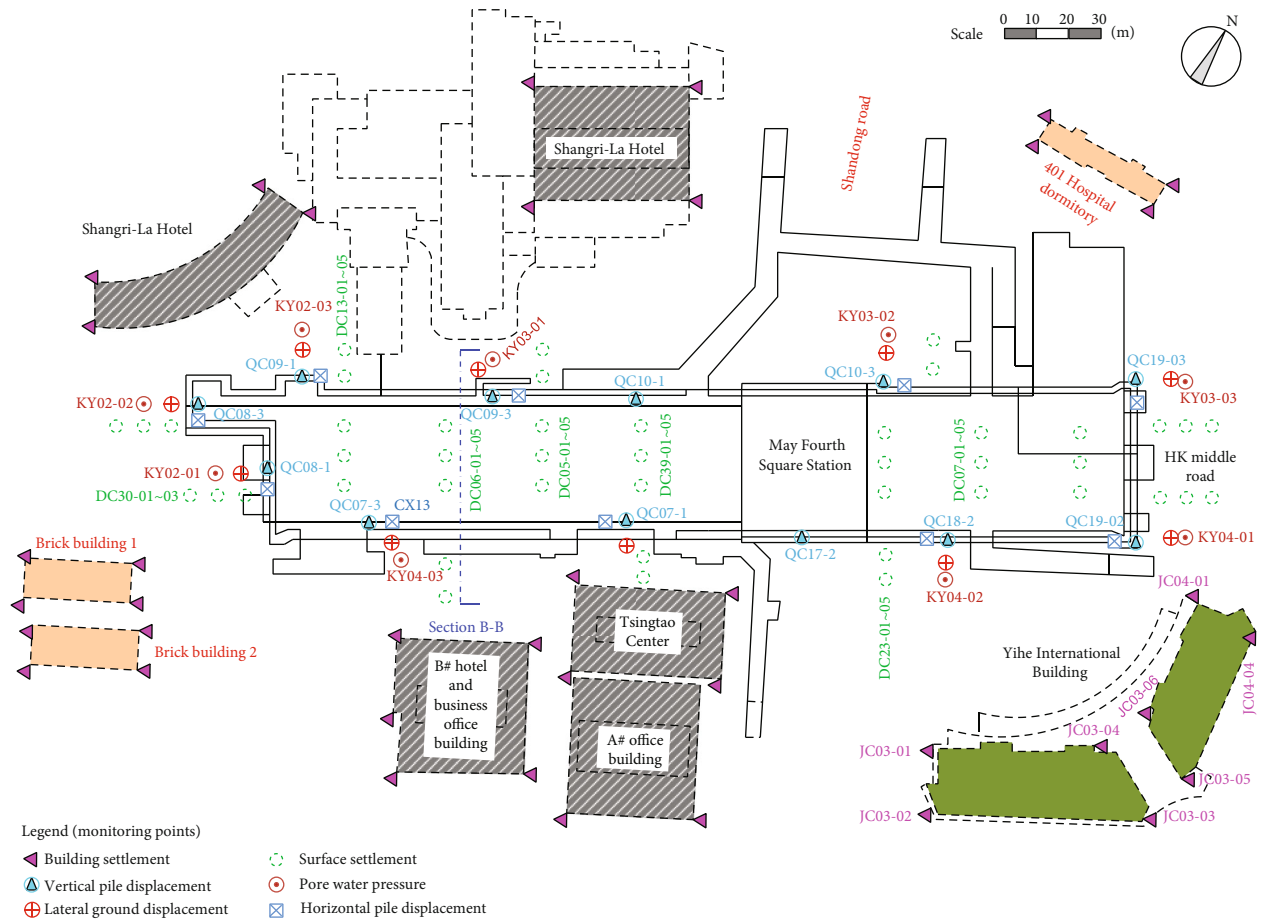 0 10 20 30
Scale (m)
N
Shangri-La Hotel
Shandong road
401 Hospital
dormitory
Shangri-La Hotel
DC13-01~05
KY02-03
KY03-01
KY03-02
QC09-1
QC10-1
QC10-3
QC19-03
KY03-03
KY02-02
QC08-3
QC09-3
KY02-01
QC08-1
DC30-01~03
DC06-01~05
DC05-01~05
DC39-01~05
May Fourth
Square Station
DC07-01~05
HK middle
road
QC07-3
CX13
QC07-1
QC17-2
QC18-2
QC19-02
KY04-01
KY04-03
KY04-02
DC23-01~05
Brick building 1
Brick building 2
Section B-B
B# hotel
and
business
office
building
Tsingtao
Center
A# office
building
Yihe International
Building
JC04-01
JC04-04
JC03-06
JC03-04
JC03-01
JC03-05
JC03-02
JC03-03
Legend (monitoring points)
Building settlement
Surface settlement
Vertical pile displacement
Pore water pressure
Lateral ground displacement
Horizontal pile displacement